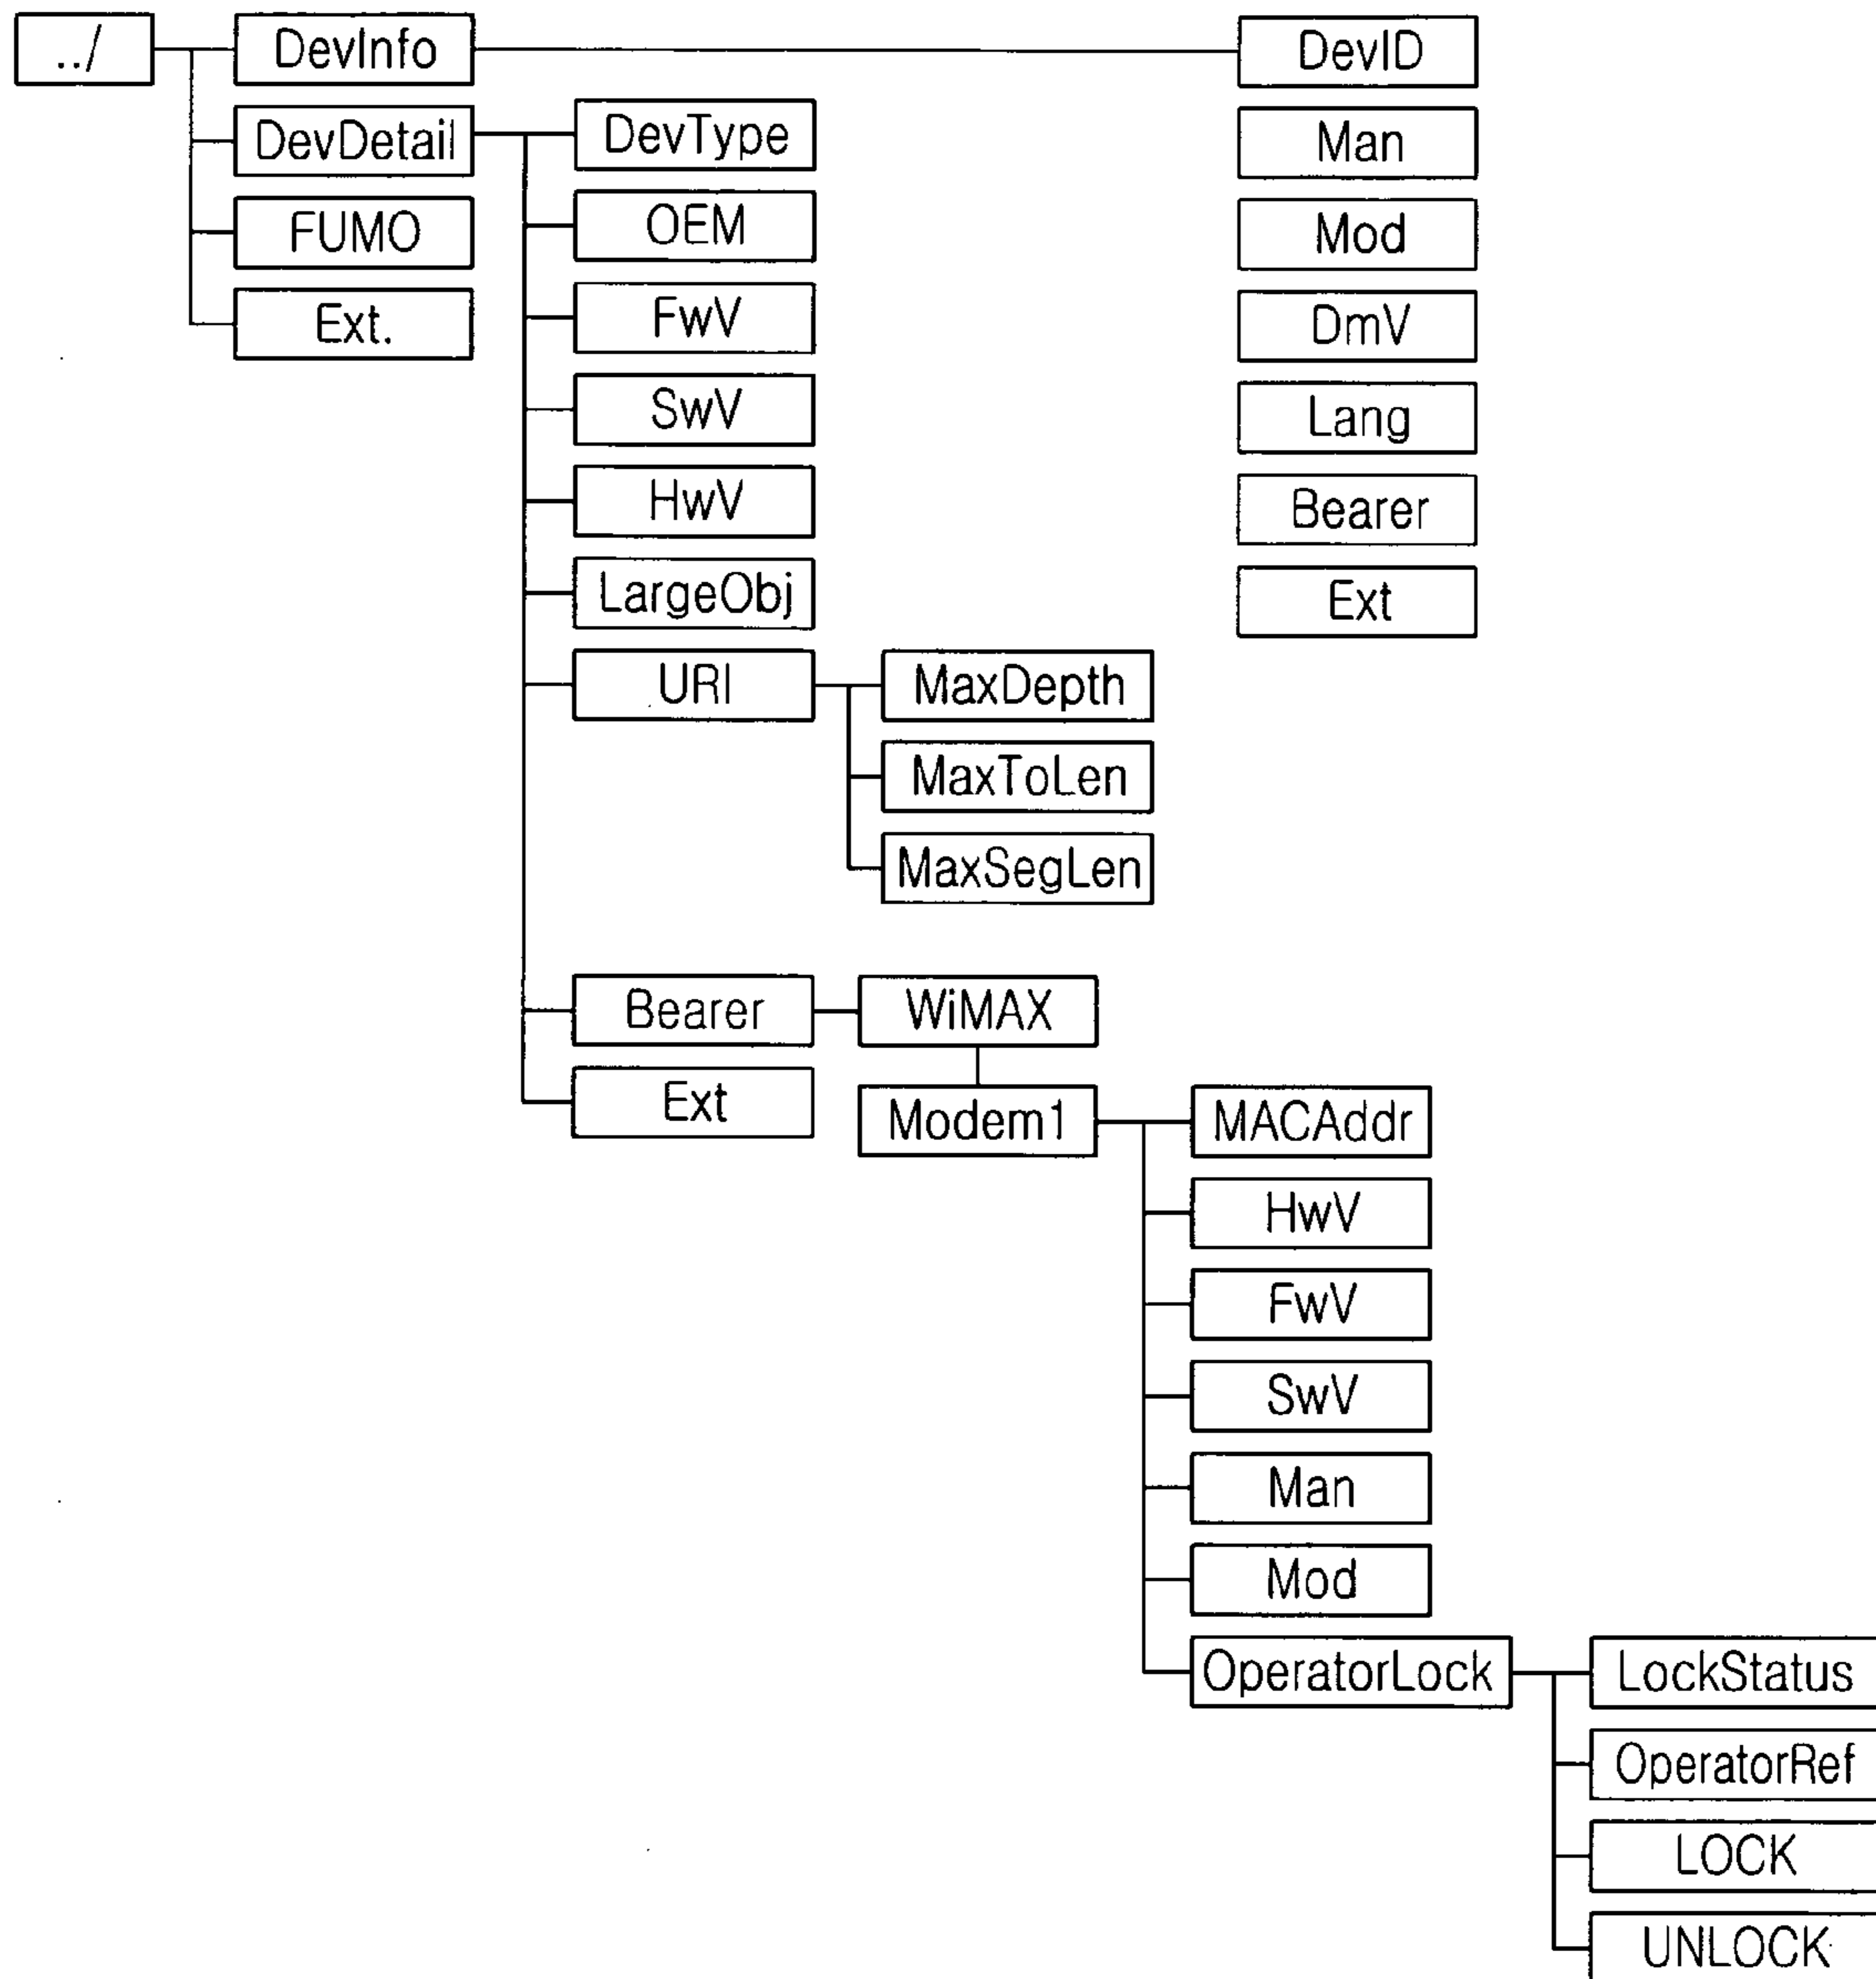 ../ DevInfo DevID
DevDetail DevType Man
FUMO OEM Mod
Ext. FwV DmV
SwV Lang
HwV Bearer
LargeObj Ext
URI MaxDepth
MaxToLen
MaxSegLen
Bearer WiMAX
Ext Modem1 MACAddr
HwV
FwV
SwV
Man
Mod
OperatorLock LockStatus
OperatorRef
LOCK
UNLOCK